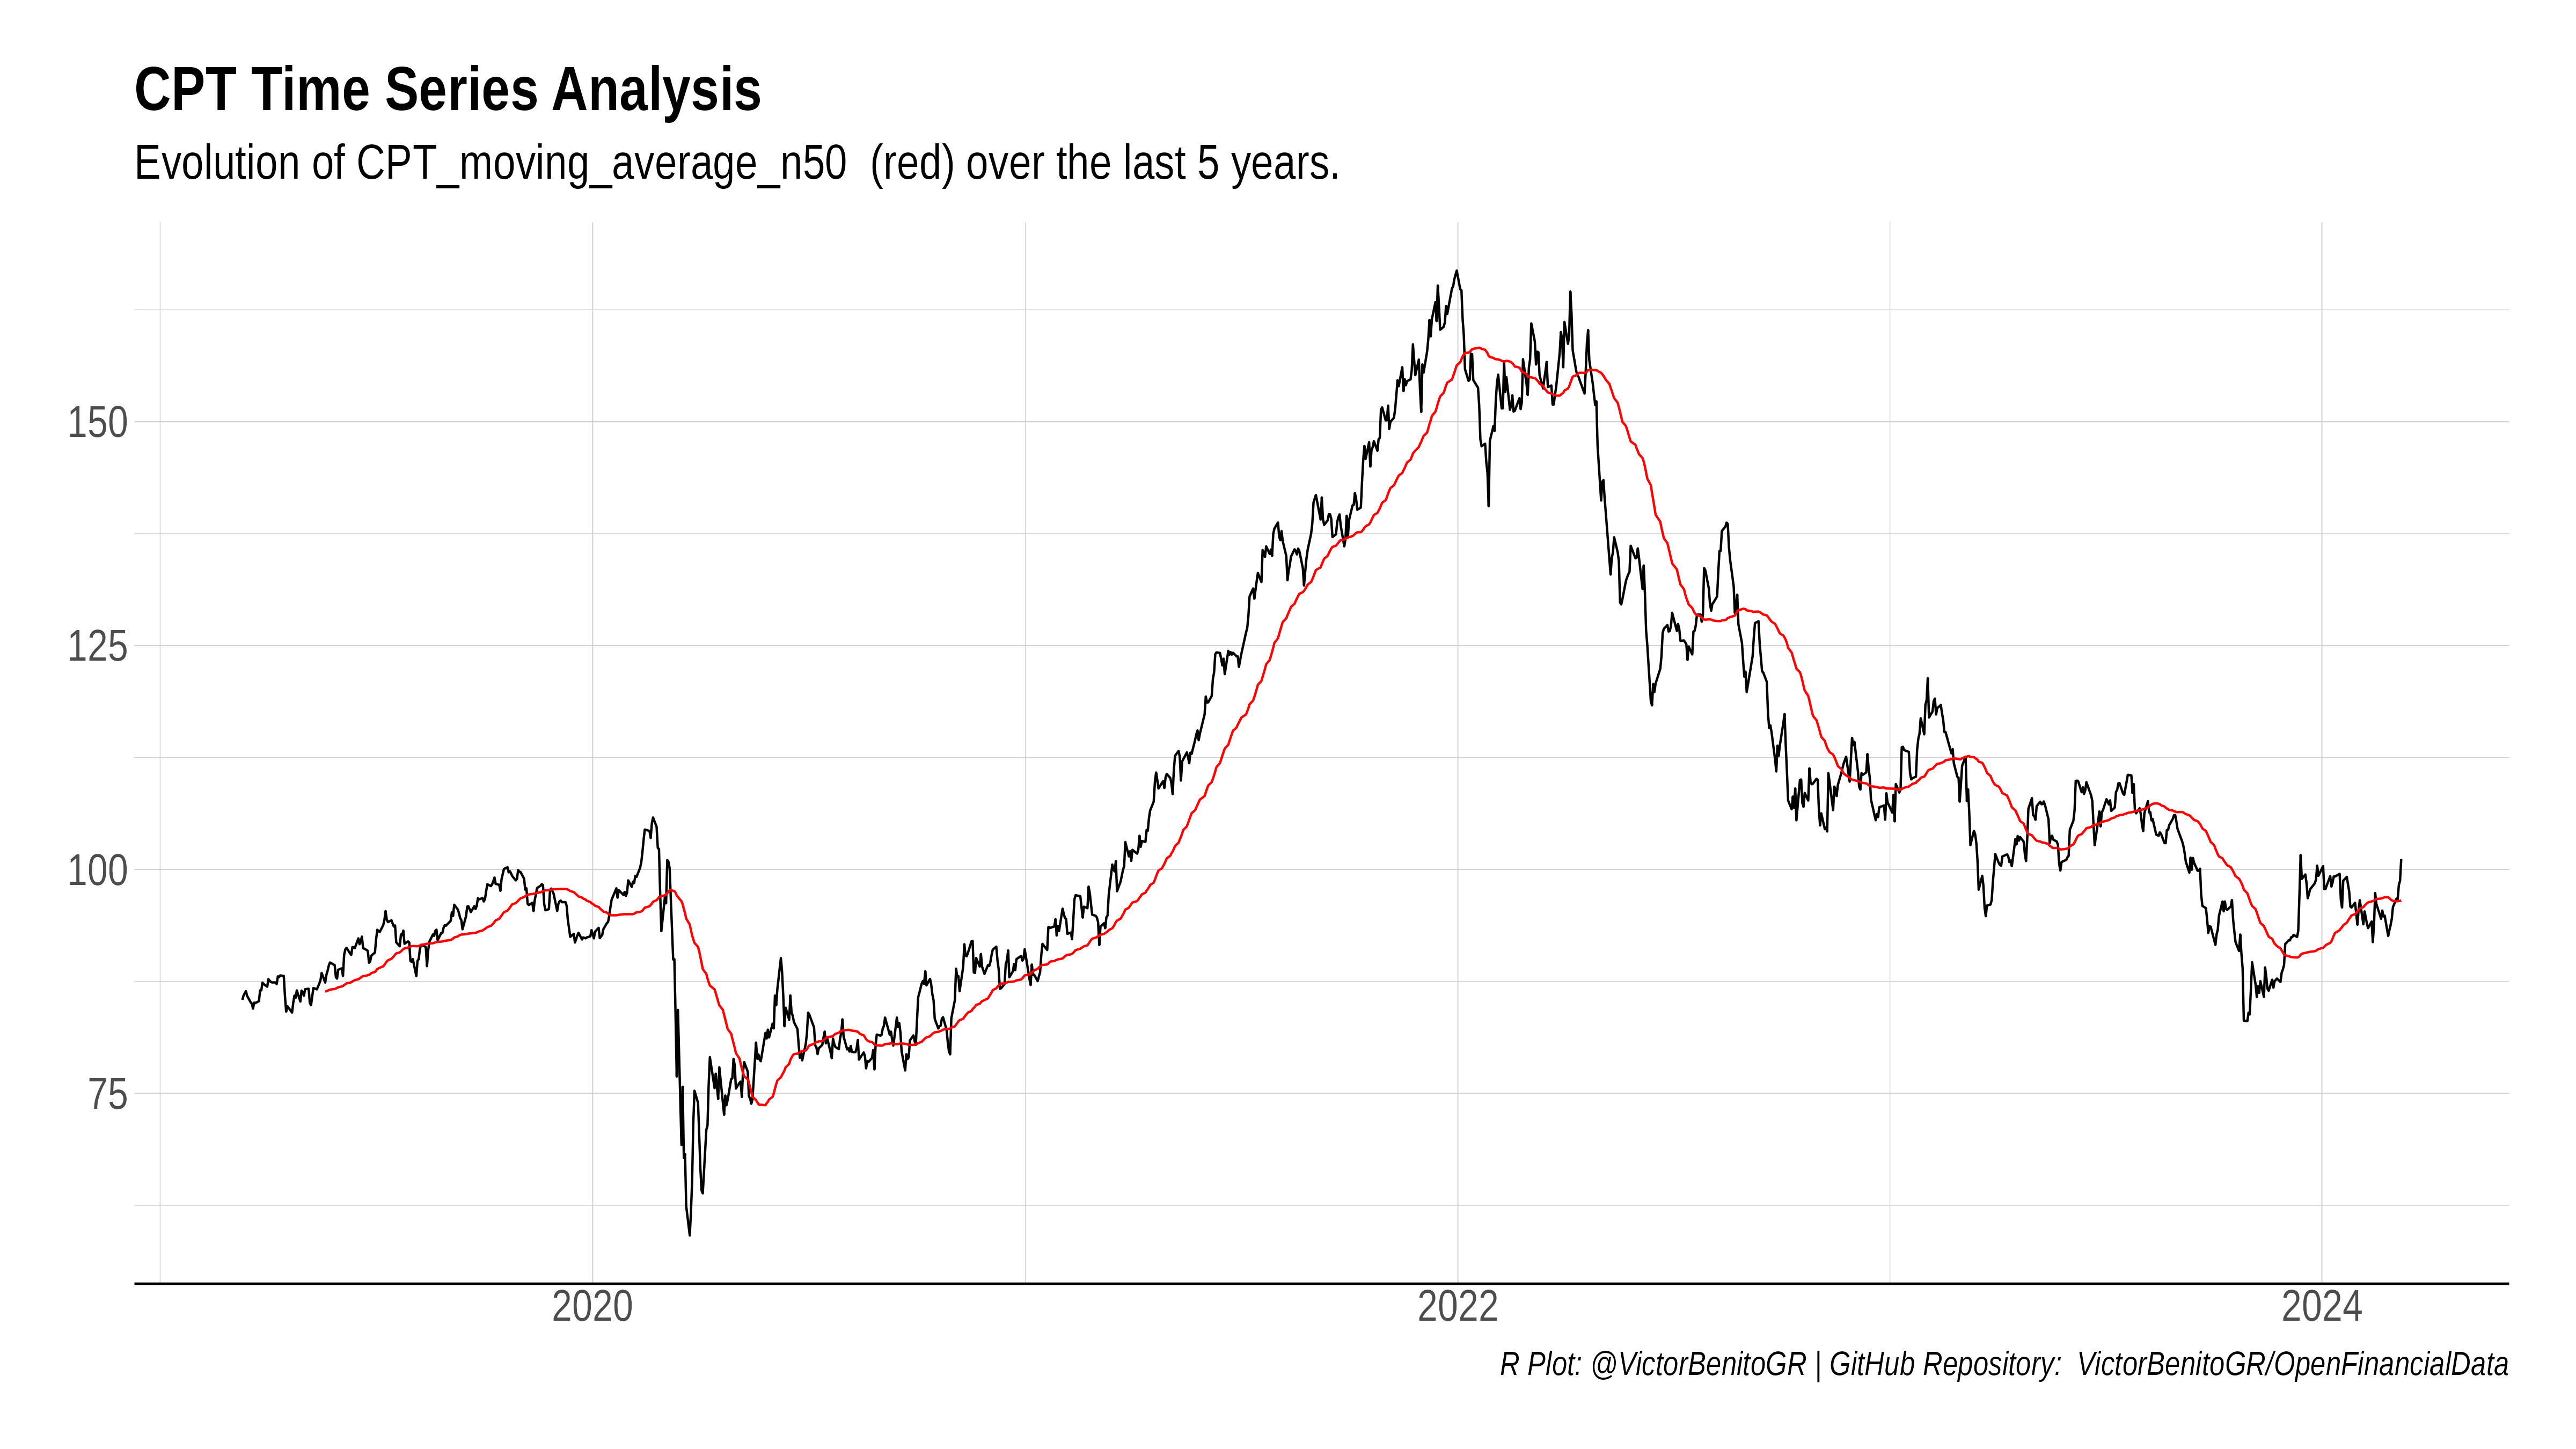 CPT Time Series Analysis
Evolution of CPT_moving_average_n50  (red) over the last 5 years.
150
125
100
75
2020 2022 2024
R Plot: @VictorBenitoGR | GitHub Repository:  VictorBenitoGR/OpenFinancialData